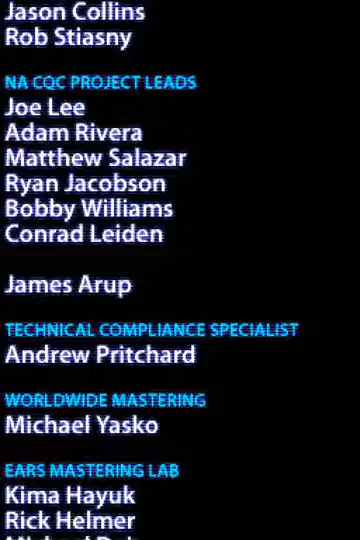 Jason Collins
Rob Stiasny
NA CQC PROJECT LEADS
Joe Lee
Adam Rivera
Matthew Salazar
Ryan Jacobson
Bobby Williams
Conrad Leiden
James Arup
TECHNICAL COMPLIANCE SPECIALIST
Andrew Pritchard
WORLDWIDE MASTERING
Michael Yasko
EARS MASTERING LAB
Kima Hayuk
Rick Helmer